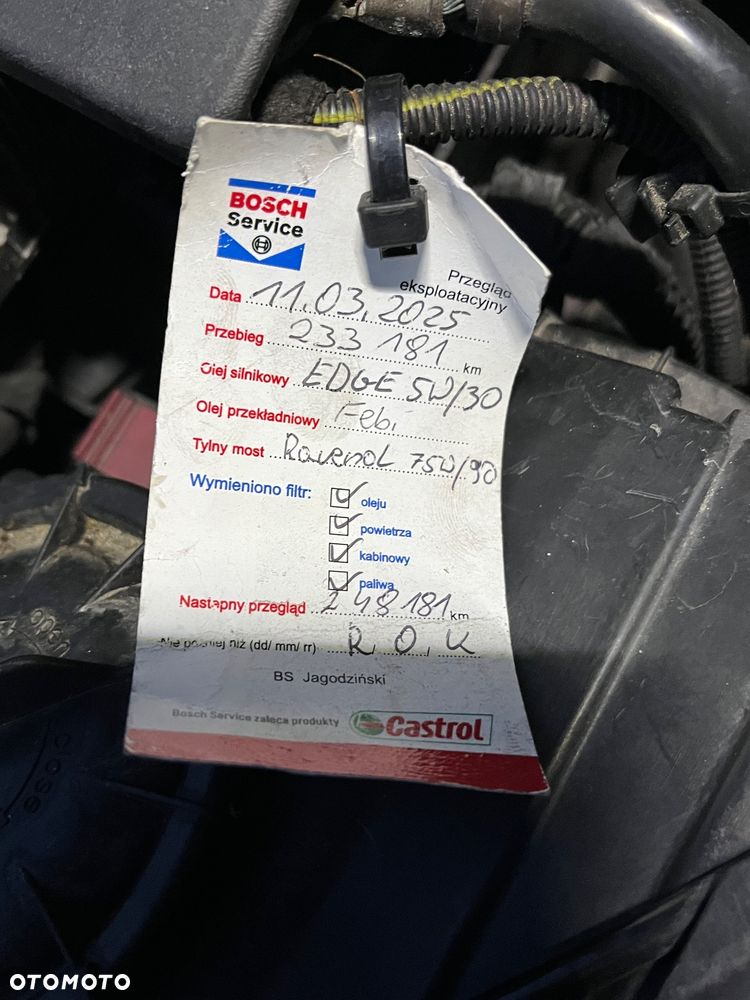 BOSCH
Service
Przegląd
eksploatacyjny
Data 11.03.2025
Przebieg 233 181 km
Olej silnikowy EDGE 5W/30
Olej przekładniowy Febi
Tylny most Ravenol 75W/90
Wymieniono filtr:
oleju
powietrza
kabinowy
paliwa
Następny przegląd 248 181 km
Nie później niż (dd/ mm/ rr) R O K
BS Jagodziński
Bosch Service zaleca produkty Castrol
OTOMOTO